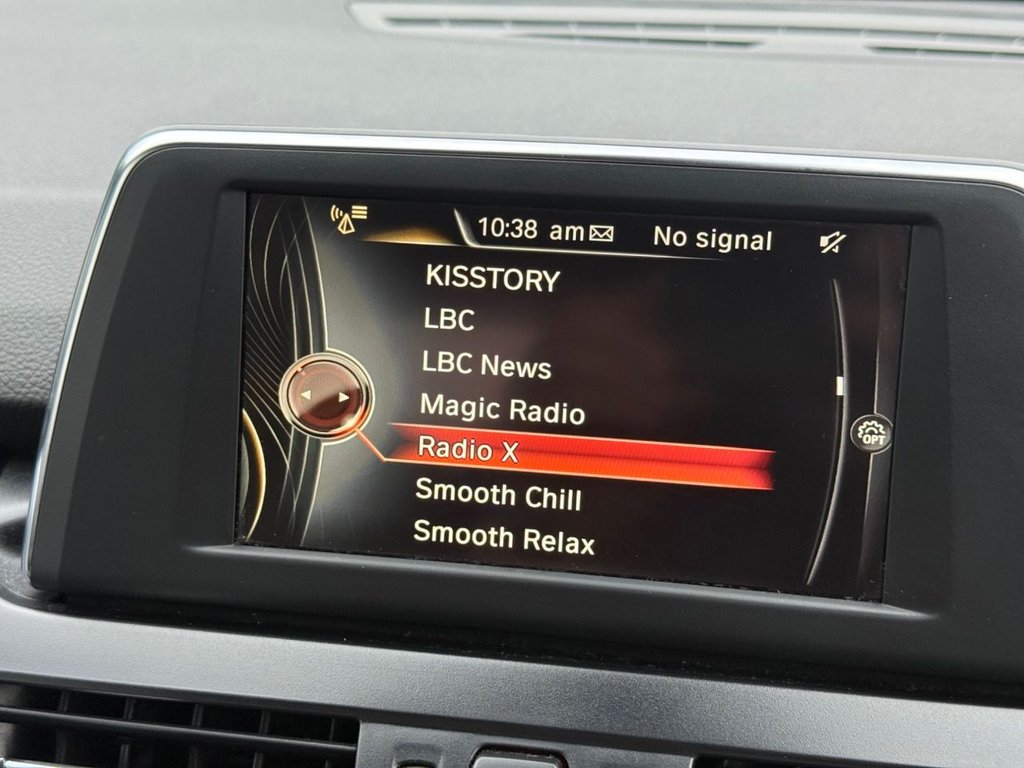 10:38 am No signal
KISSTORY
LBC
LBC News
Magic Radio
Radio X
OPT
Smooth Chill
Smooth Relax